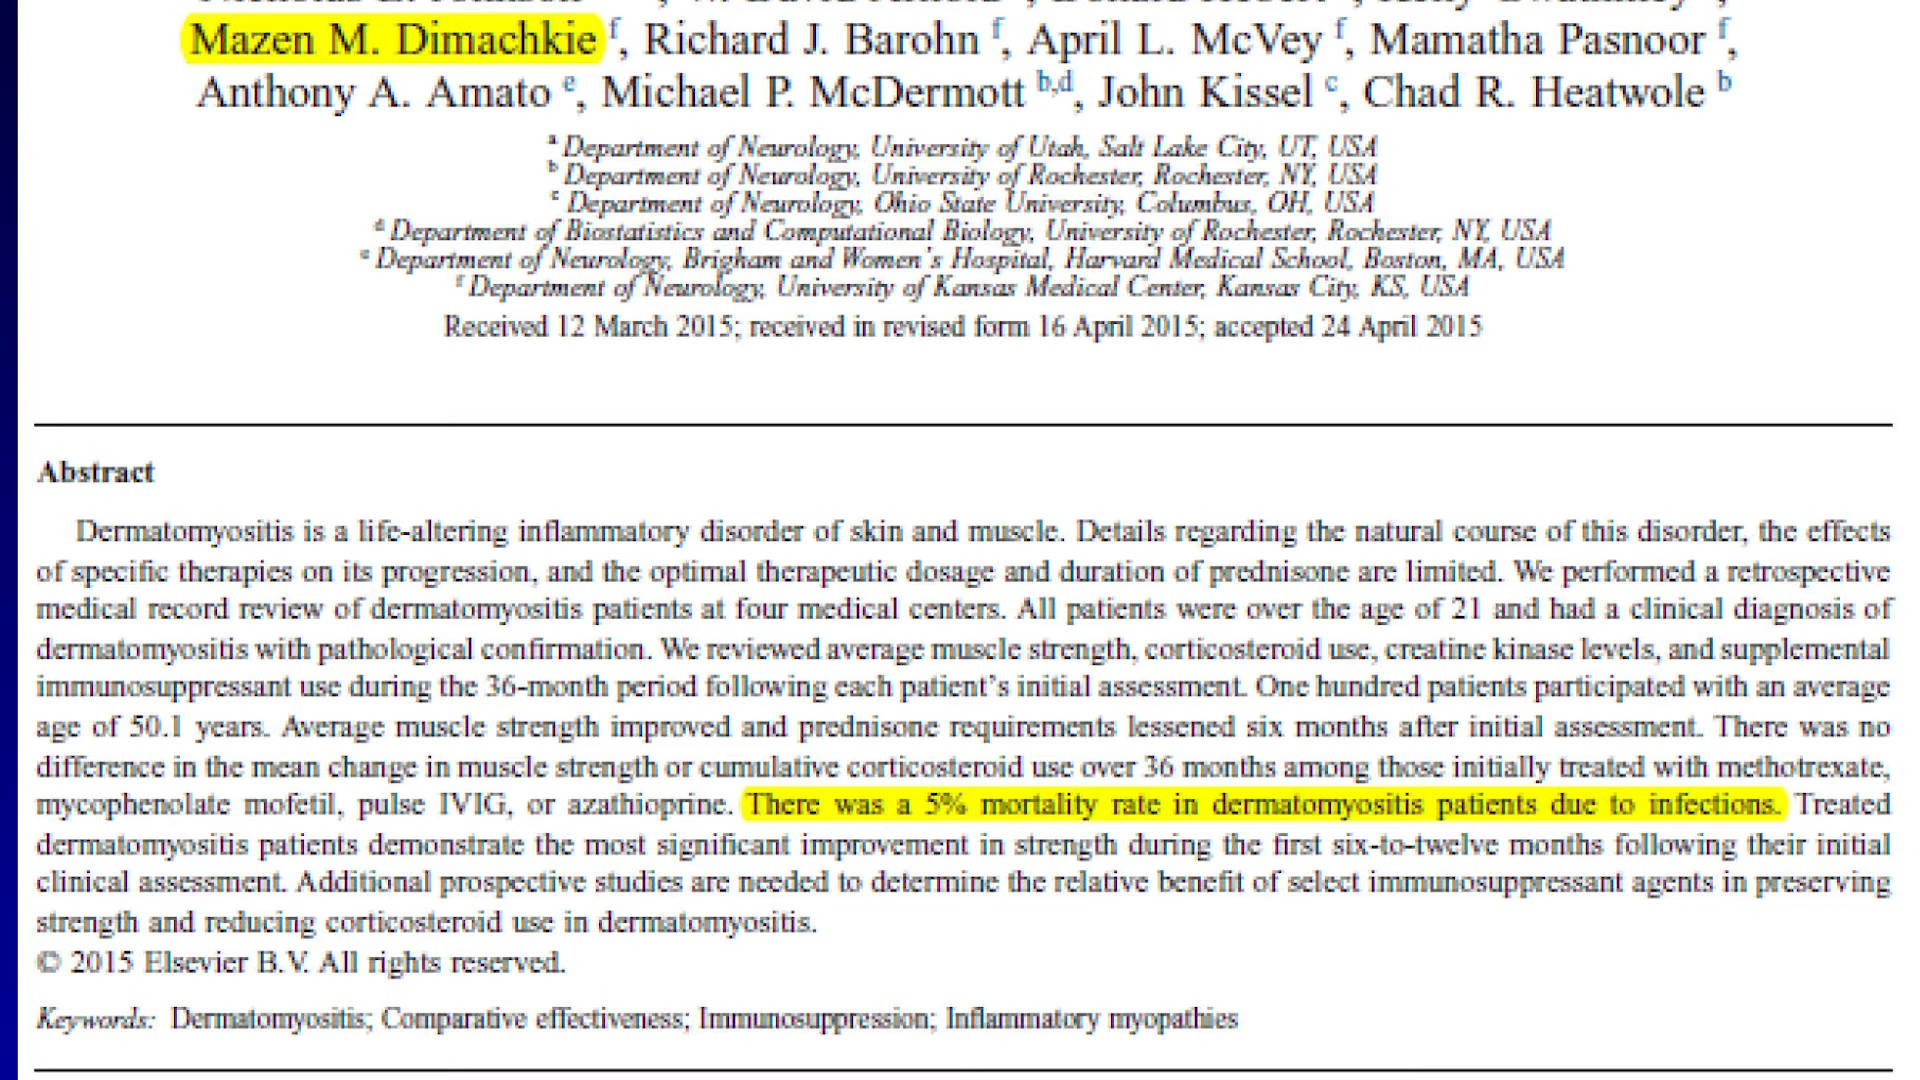 Mazen M. Dimachkie f, Richard J. Barohn f, April L. McVey f, Mamatha Pasnoor f,
Anthony A. Amato e, Michael P. McDermott b,d, John Kissel c, Chad R. Heatwole b
a Department of Neurology, University of Utah, Salt Lake City, UT, USA
b Department of Neurology, University of Rochester, Rochester, NY, USA
c Department of Neurology, Ohio State University, Columbus, OH, USA
d Department of Biostatistics and Computational Biology, University of Rochester, Rochester, NY, USA
e Department of Neurology, Brigham and Women's Hospital, Harvard Medical School, Boston, MA, USA
f Department of Neurology, University of Kansas Medical Center, Kansas City, KS, USA
Received 12 March 2015; received in revised form 16 April 2015; accepted 24 April 2015
Abstract
Dermatomyositis is a life-altering inflammatory disorder of skin and muscle. Details regarding the natural course of this disorder, the effects
of specific therapies on its progression, and the optimal therapeutic dosage and duration of prednisone are limited. We performed a retrospective
medical record review of dermatomyositis patients at four medical centers. All patients were over the age of 21 and had a clinical diagnosis of
dermatomyositis with pathological confirmation. We reviewed average muscle strength, corticosteroid use, creatine kinase levels, and supplemental
immunosuppressant use during the 36-month period following each patient's initial assessment. One hundred patients participated with an average
age of 50.1 years. Average muscle strength improved and prednisone requirements lessened six months after initial assessment. There was no
difference in the mean change in muscle strength or cumulative corticosteroid use over 36 months among those initially treated with methotrexate,
mycophenolate mofetil, pulse IVIG, or azathioprine. There was a 5% mortality rate in dermatomyositis patients due to infections. Treated
dermatomyositis patients demonstrate the most significant improvement in strength during the first six-to-twelve months following their initial
clinical assessment. Additional prospective studies are needed to determine the relative benefit of select immunosuppressant agents in preserving
strength and reducing corticosteroid use in dermatomyositis.
© 2015 Elsevier B.V. All rights reserved.
Keywords: Dermatomyositis; Comparative effectiveness; Immunosuppression; Inflammatory myopathies